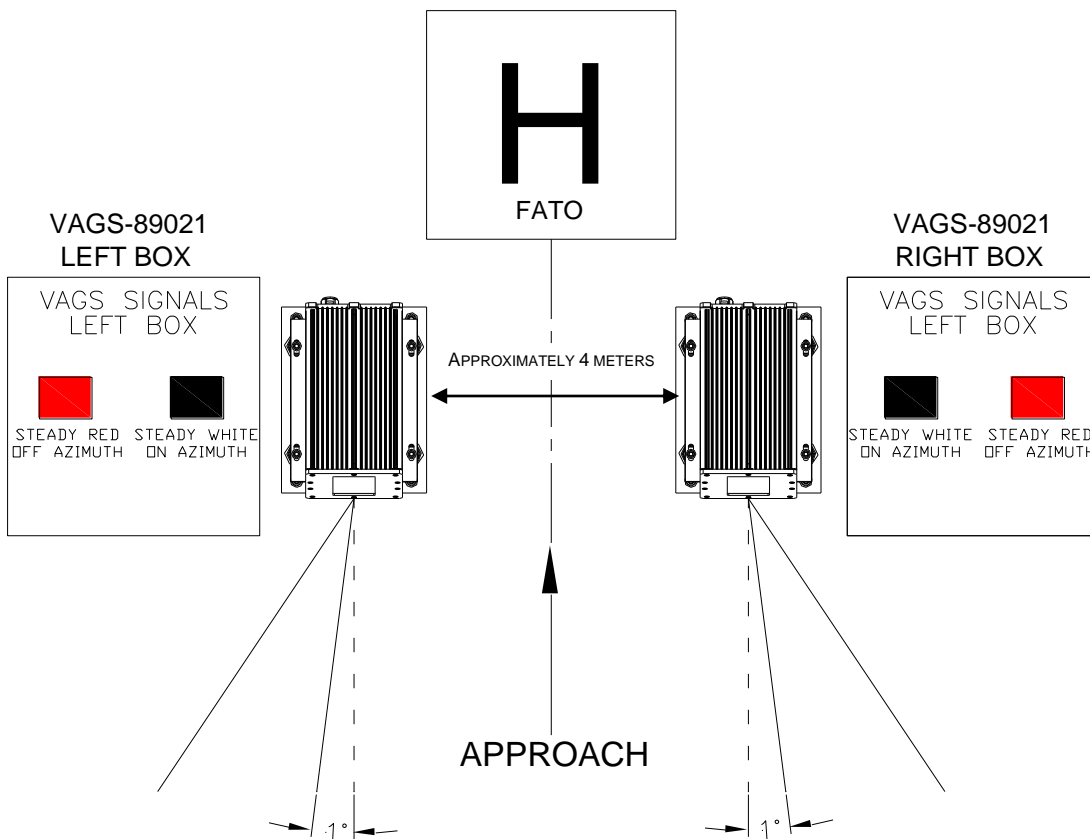 H
FATO
VAGS-89021
LEFT BOX
VAGS SIGNALS
LEFT BOX
STEADY RED
OFF AZIMUTH
STEADY WHITE
ON AZIMUTH
APPROXIMATELY 4 METERS
VAGS-89021
RIGHT BOX
VAGS SIGNALS
LEFT BOX
STEADY WHITE
ON AZIMUTH
STEADY RED
OFF AZIMUTH
APPROACH
1°
1°